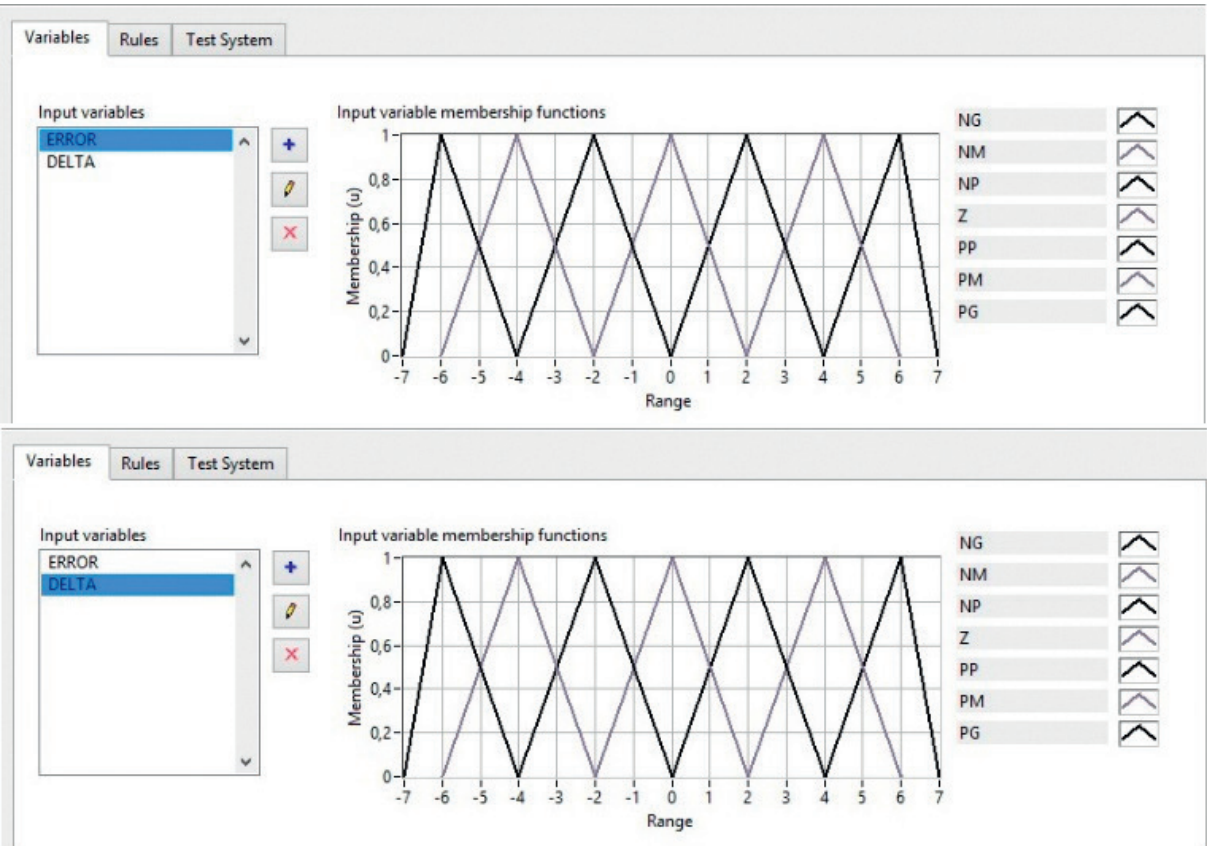 Variables Rules Test System
Input variables
ERROR
DELTA
Input variable membership functions
Membership (u)
1
0,8
0,6
0,4
0,2
0
-7 -6 -5 -4 -3 -2 -1 0 1 2 3 4 5 6 7
Range
NG
NM
NP
Z
PP
PM
PG
Variables Rules Test System
Input variables
ERROR
DELTA
Input variable membership functions
Membership (u)
1
0,8
0,6
0,4
0,2
0
-7 -6 -5 -4 -3 -2 -1 0 1 2 3 4 5 6 7
Range
NG
NM
NP
Z
PP
PM
PG